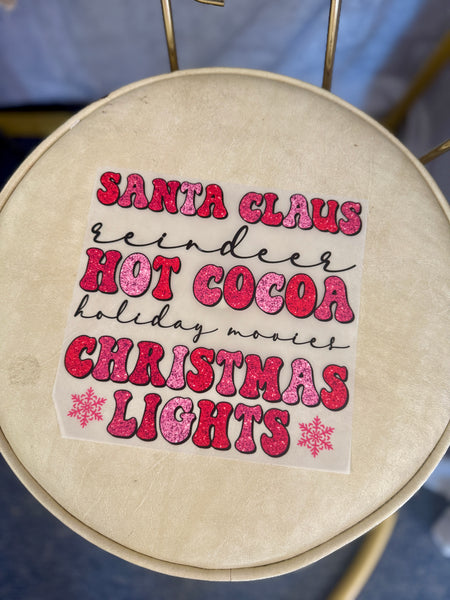 SANTA CLAUS
reindeer
HOT COCOA
holiday movies
CHRISTMAS
LIGHTS